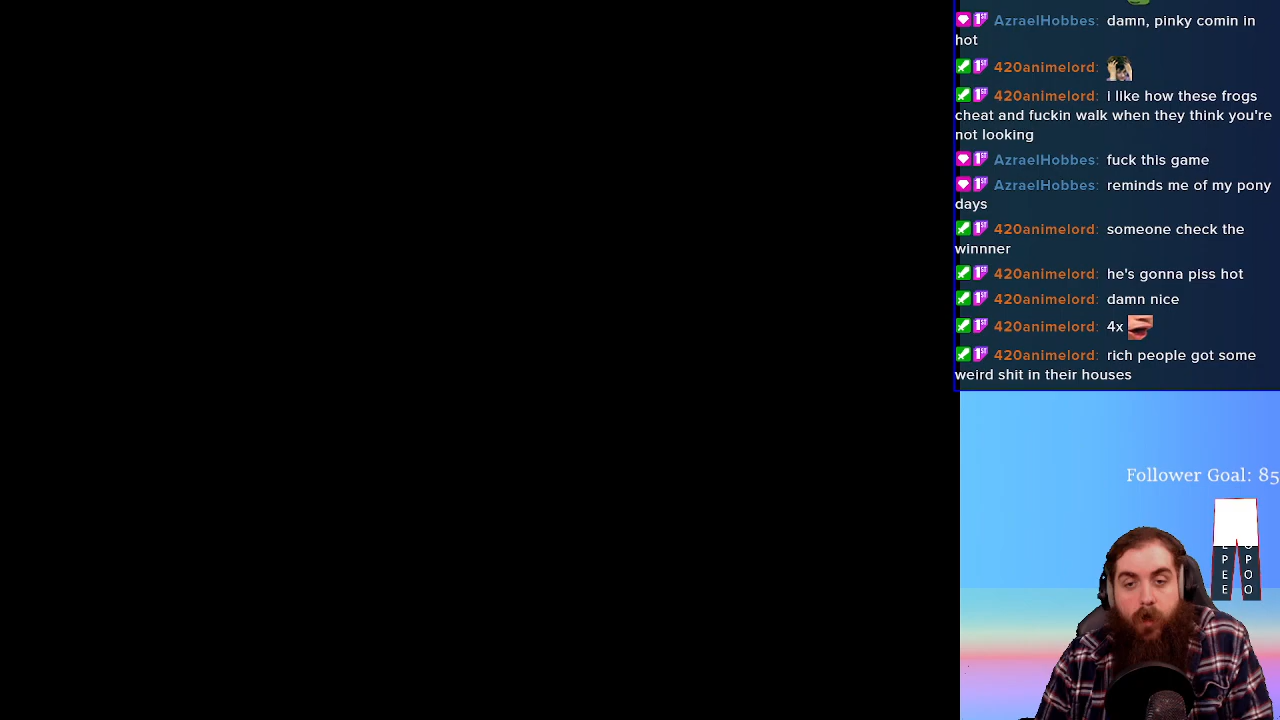 AzraelHobbes: damn, pinky comin in
hot
420animelord:
420animelord: i like how these frogs
cheat and fuckin walk when they think you're
not looking
AzraelHobbes: fuck this game
AzraelHobbes: reminds me of my pony
days
420animelord: someone check the
winnner
420animelord: he's gonna piss hot
420animelord: damn nice
420animelord: 4x
420animelord: rich people got some
weird shit in their houses
Follower Goal: 85
P P
E O
E O